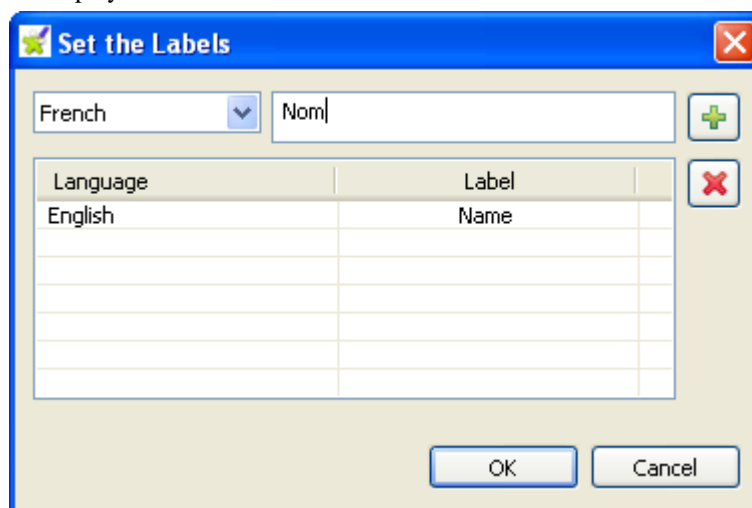 Set the Labels
French Nom
Language Label
English Name
OK Cancel